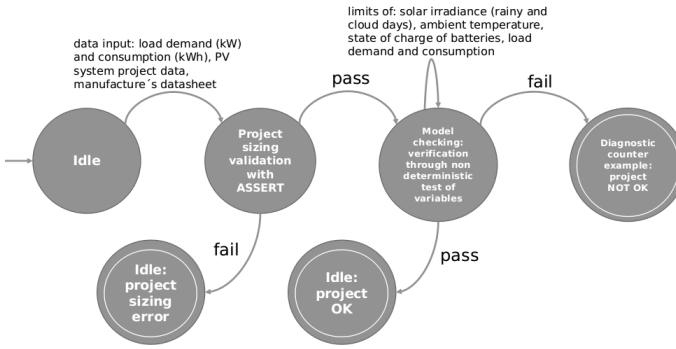 limits of: solar irradiance (rainy and
cloud days), ambient temperature,
state of charge of batteries, load
demand and consumption
data input: load demand (kW)
and consumption (kWh), PV
system project data,
manufacture´s datasheet
pass
fail
Idle
Project
sizing
validation
with
ASSERT
Model
checking:
verification
through non
deterministic
test of
variables
Diagnostic
counter
example:
project
NOT OK
fail
pass
Idle:
project
sizing
error
Idle:
project
OK